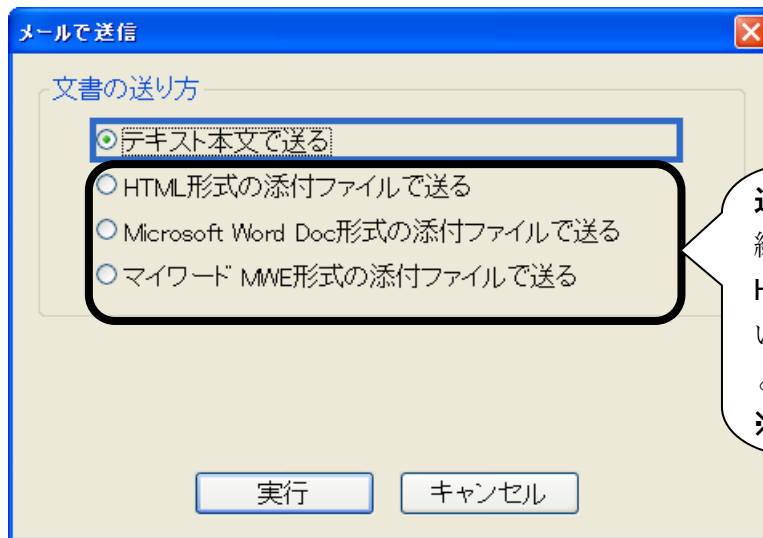 メールで送信
文書の送り方
テキスト本文で送る
HTML形式の添付ファイルで送る
Microsoft Word Doc形式の添付ファイルで送る
マイワード MWE形式の添付ファイルで送る
H
い
※
実行
キャンセル